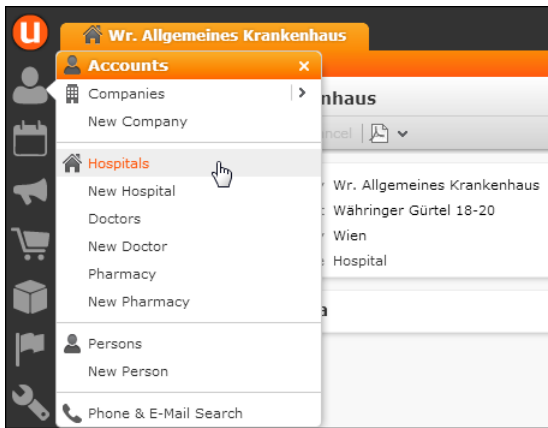 u
Wr. Allgemeines Krankenhaus
Accounts
Companies
New Company
Hospitals
New Hospital
Doctors
New Doctor
Pharmacy
New Pharmacy
Persons
New Person
Phone & E-Mail Search
nhaus
ncel
Wr. Allgemeines Krankenhaus
Währinger Gürtel 18-20
Wien
Hospital
a